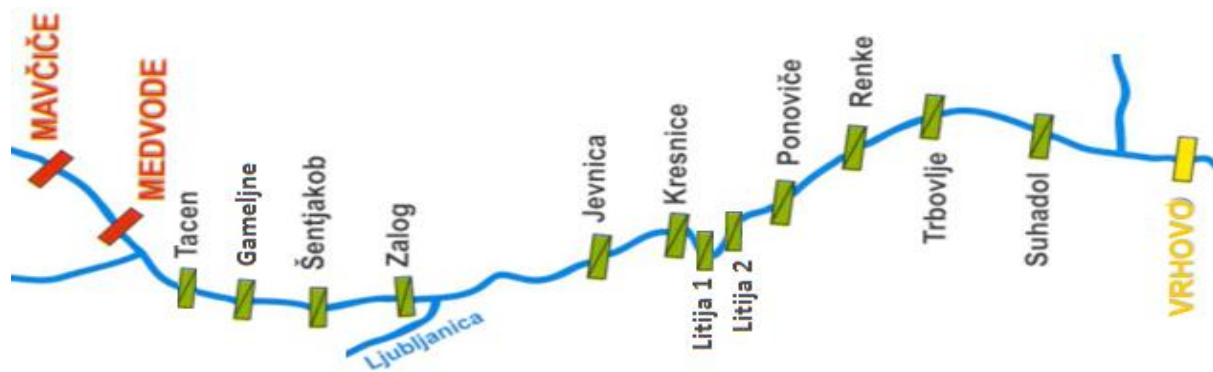 MAVČIČE
MEDVODE
Tacen
Gameljne
Šentjakob
Zalog
Ljubljanica
Jevnica
Kresnice
Litija 1
Litija 2
Ponoviče
Renke
Trbovlje
Suhadol
VRHOVO